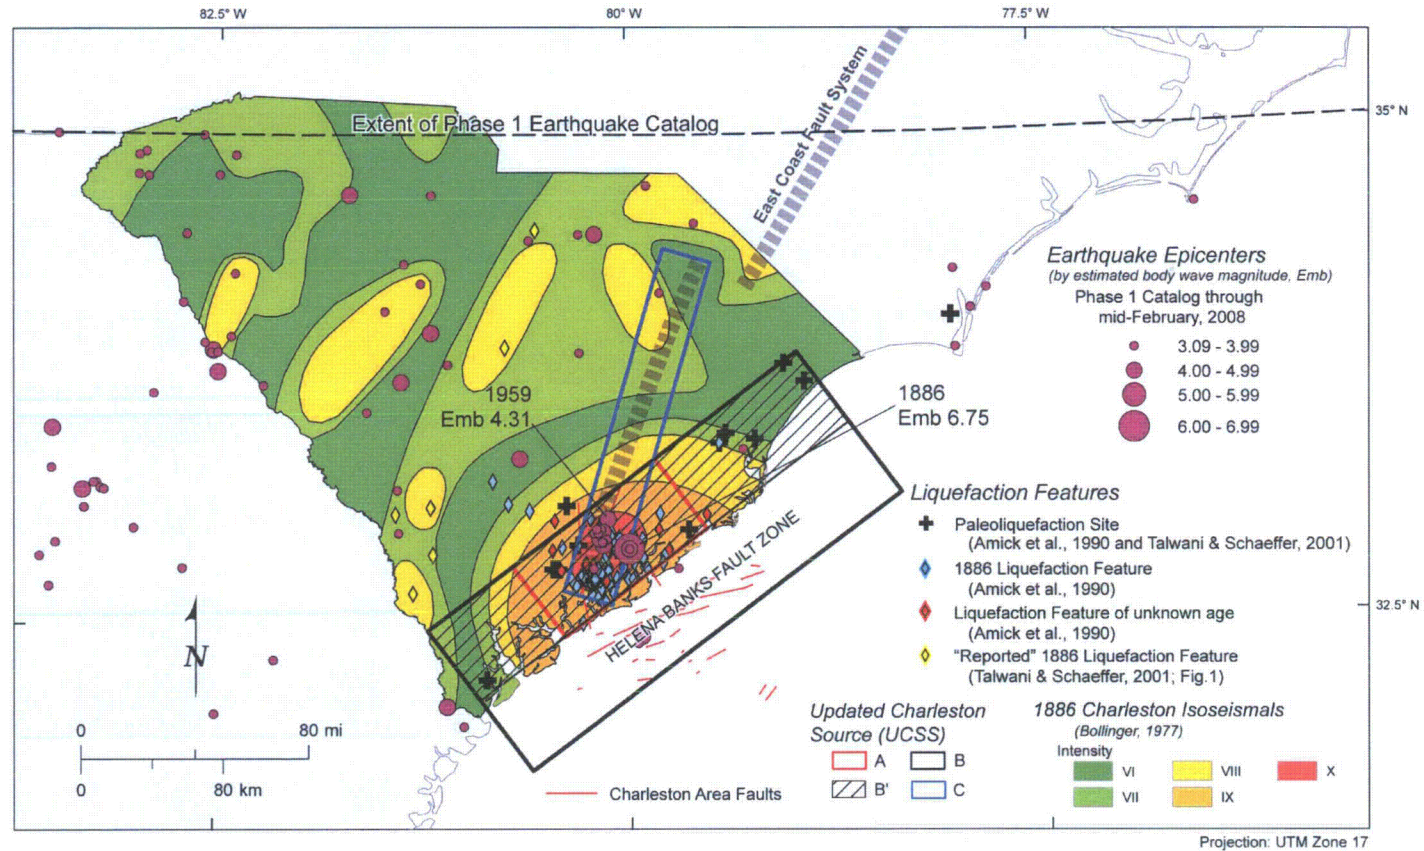 82.5° W
80° W
77.5° W
35° N
East Coast Fault System
Extent of Phase 1 Earthquake Catalog
Earthquake Epicenters
(by estimated body wave magnitude, Emb)
Phase 1 Catalog through
mid-February, 2008
3.09 - 3.99
4.00 - 4.99
5.00 - 5.99
6.00 - 6.99
1959
Emb 4.31
1886
Emb 6.75
Liquefaction Features
Paleoliquefaction Site
(Amick et al., 1990 and Talwani & Schaeffer, 2001)
1886 Liquefaction Feature
(Amick et al., 1990)
Liquefaction Feature of unknown age
(Amick et al., 1990)
"Reported" 1886 Liquefaction Feature
(Talwani & Schaeffer, 2001; Fig.1)
32.5° N
HELENA-BANKS-FAULT ZONE
N
0
80 mi
0
80 km
Charleston Area Faults
Updated Charleston
Source (UCSS)
A
B
B'
C
1886 Charleston Isoseismals
(Bollinger, 1977)
Intensity
VI
VIII
X
VII
IX
Projection: UTM Zone 17